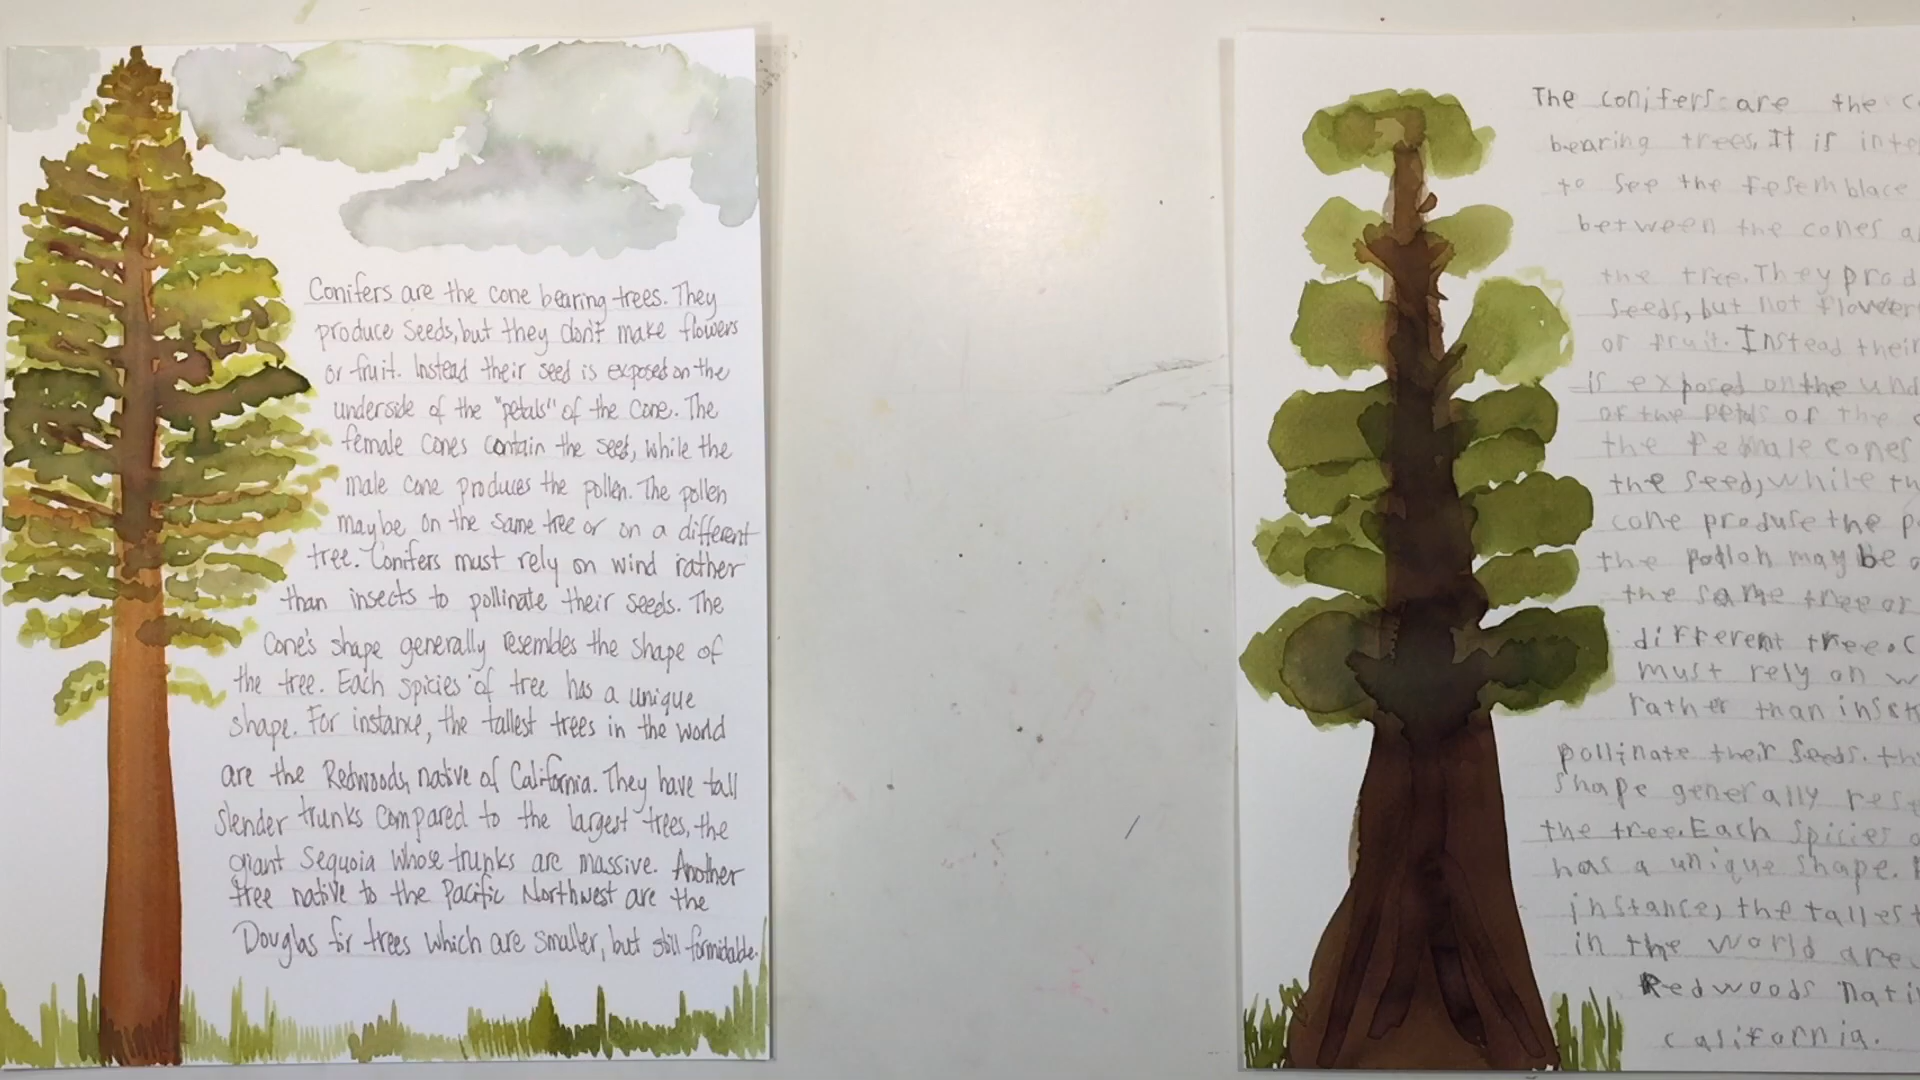 Conifers are the cone bearing trees. They
produce seeds, but they don't make flowers
or fruit. Instead their seed is exposed on the
underside of the "petals" of the cone. The
female cones contain the seed, while the
male cone produces the pollen. The pollen
maybe on the same tree or on a different
tree. Conifers must rely on wind rather
than insects to pollinate their seeds. The
Cone's shape generally resembles the shape of
the tree. Each spicies of tree has a unique
shape. For instance, the tallest trees in the world
are the Redwoods, native of California. They have tall
slender trunks compared to the largest trees, the
giant Sequoia whose trunks are massive. Another
tree native to the Pacific Northwest are the
Douglas fir trees which are smaller, but still formidable.
The conifers are the
bearing trees. It is
to see the
between the cones
the tree. They
seeds, but not
or fruit. Instead their
is exposed on the
of the petals of the
the female cones
the seed, while
cone produse the
the may be
the same tree or
different tree.
must rely on
rather than
pollinate their seeds.
shape generally
the tree. Each spicies
has a unique shape.
instance, the
in the world are
Redwoods
california.